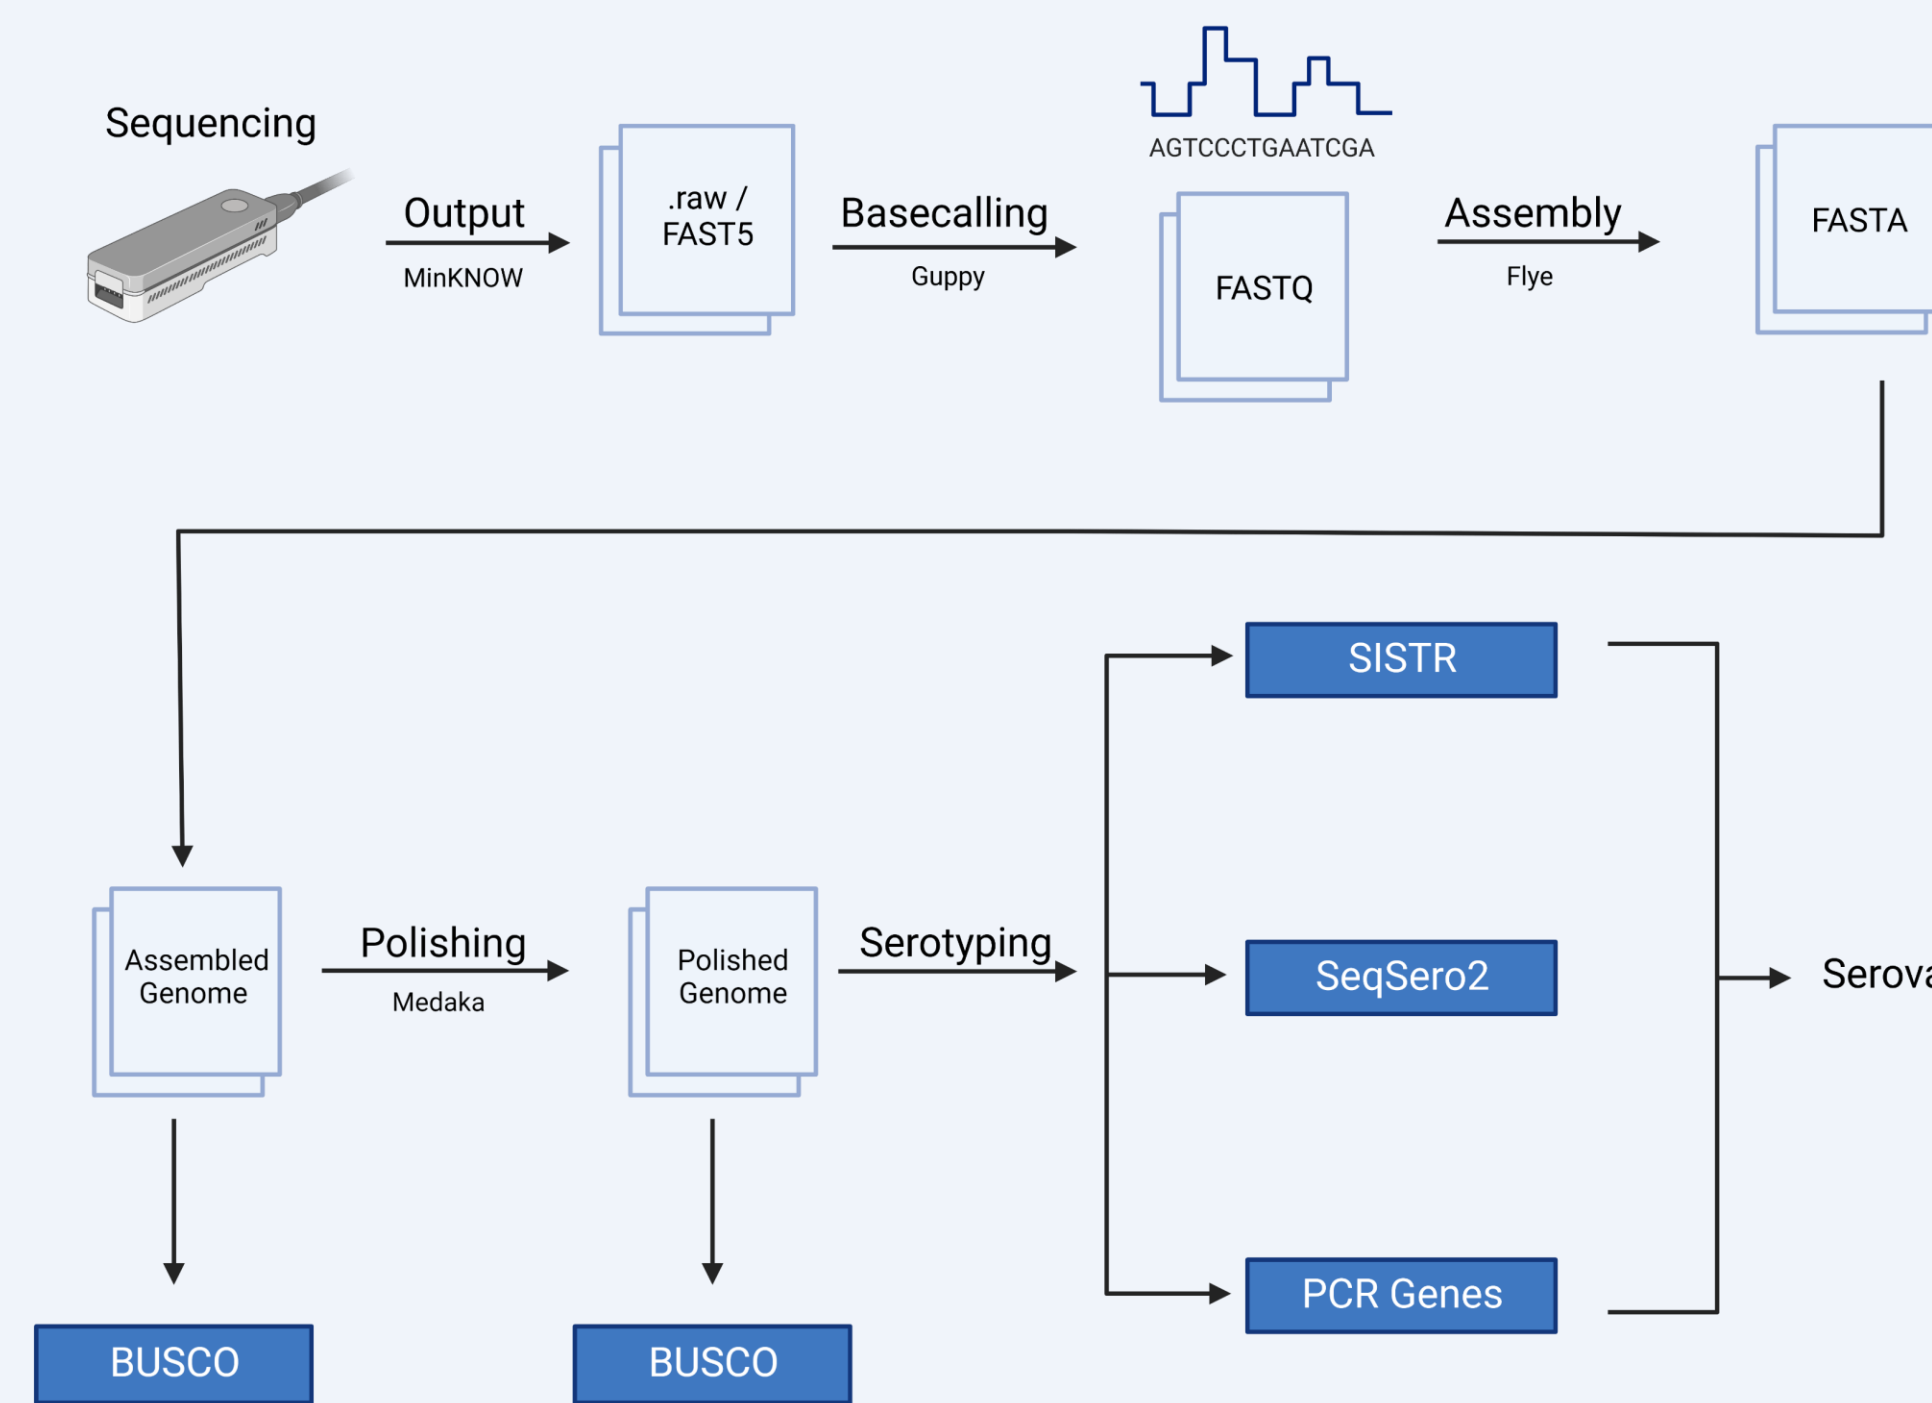 Sequencing
Output
MinKNOW
.raw /
FAST5
Basecalling
Guppy
AGTCCCTGAATCGA
FASTQ
Assembly
Flye
FASTA
Assembled
Genome
Polishing
Medaka
Polished
Genome
Serotyping
SISTR
SeqSero2
PCR Genes
BUSCO
BUSCO